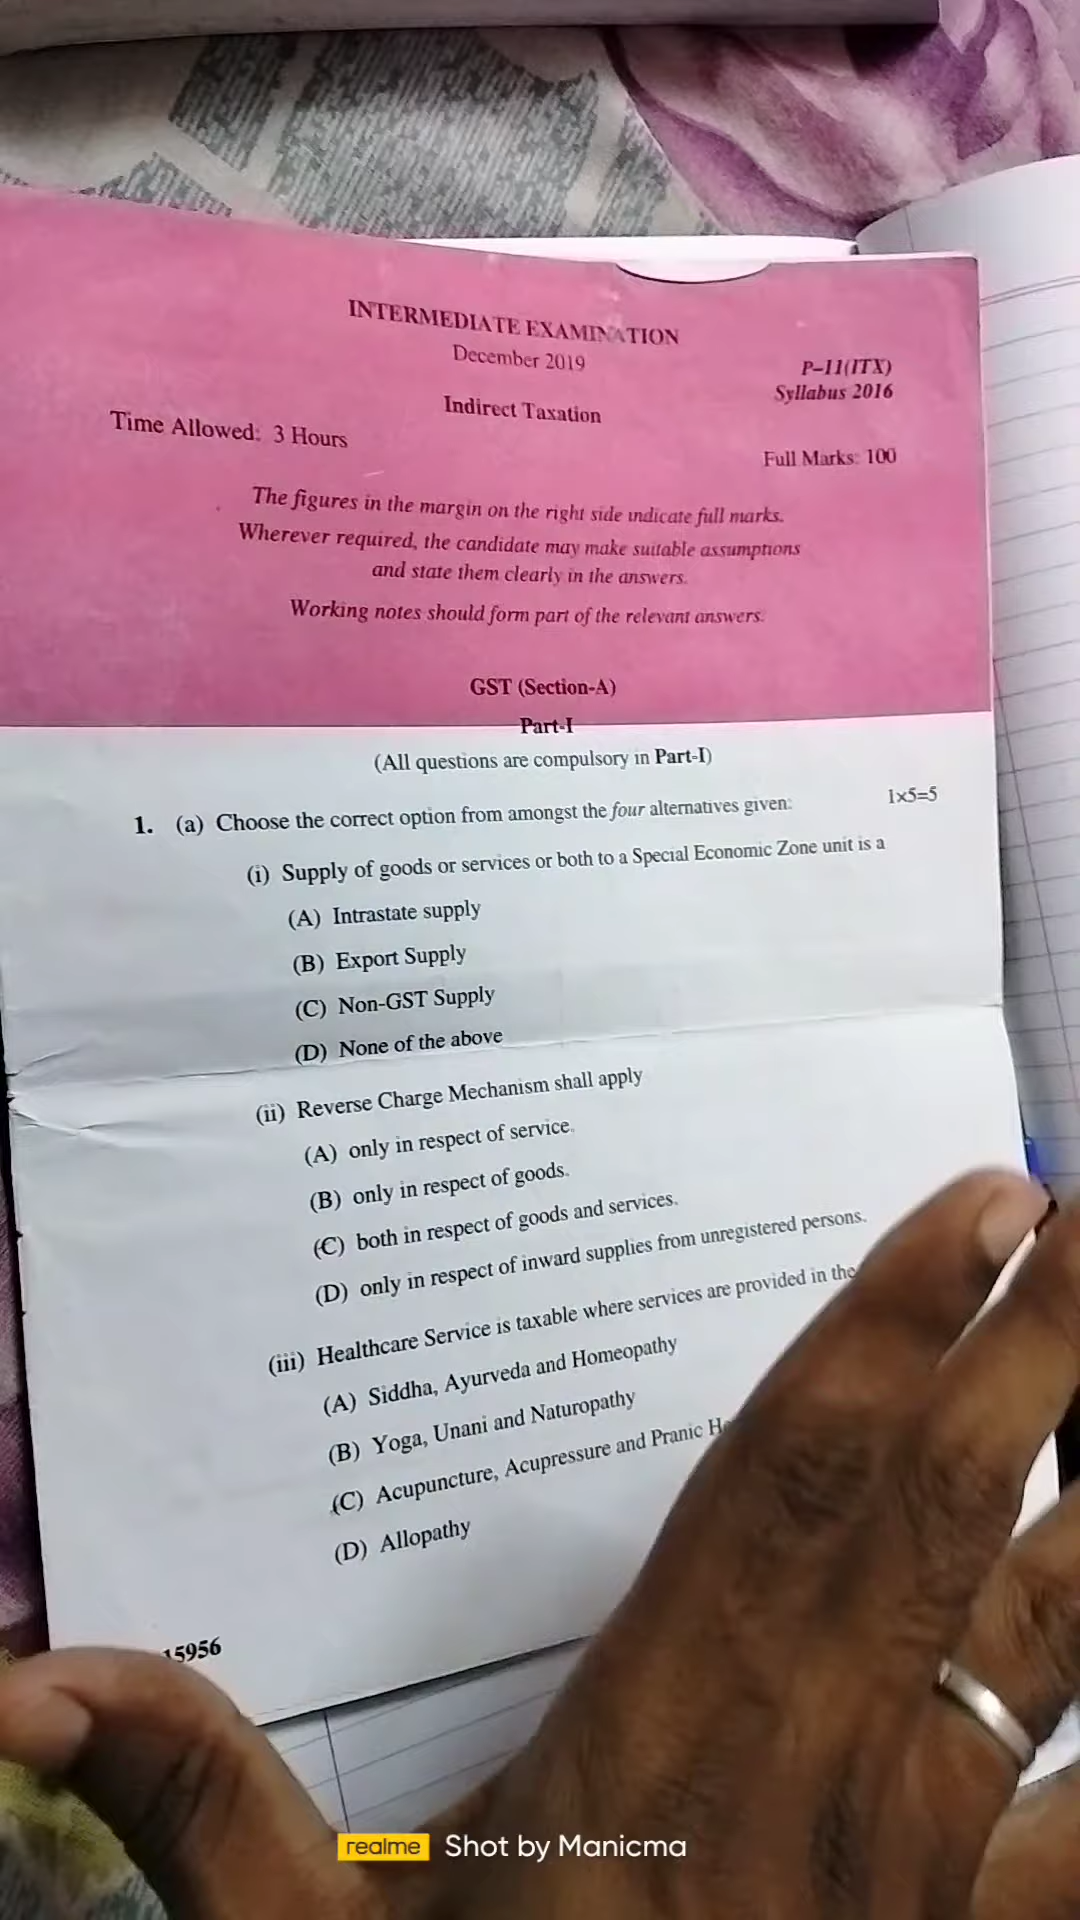 INTERMEDIATE EXAMINATION
December 2019
P–11(ITX)
Syllabus 2016
Indirect Taxation
Time Allowed: 3 Hours
Full Marks: 100
The figures in the margin on the right side indicate full marks.
Wherever required, the candidate may make suitable assumptions
and state them clearly in the answers.
Working notes should form part of the relevant answers.
GST (Section-A)
Part-I
(All questions are compulsory in Part-I)
1. (a) Choose the correct option from amongst the four alternatives given: 1×5=5
(i) Supply of goods or services or both to a Special Economic Zone unit is a
(A) Intrastate supply
(B) Export Supply
(C) Non-GST Supply
(D) None of the above
(ii) Reverse Charge Mechanism shall apply
(A) only in respect of service.
(B) only in respect of goods.
(C) both in respect of goods and services.
(D) only in respect of inward supplies from unregistered persons.
(iii) Healthcare Service is taxable where services are provided in the
(A) Siddha, Ayurveda and Homeopathy
(B) Yoga, Unani and Naturopathy
(C) Acupuncture, Acupressure and Pranic
(D) Allopathy
15956
realme Shot by Manicma